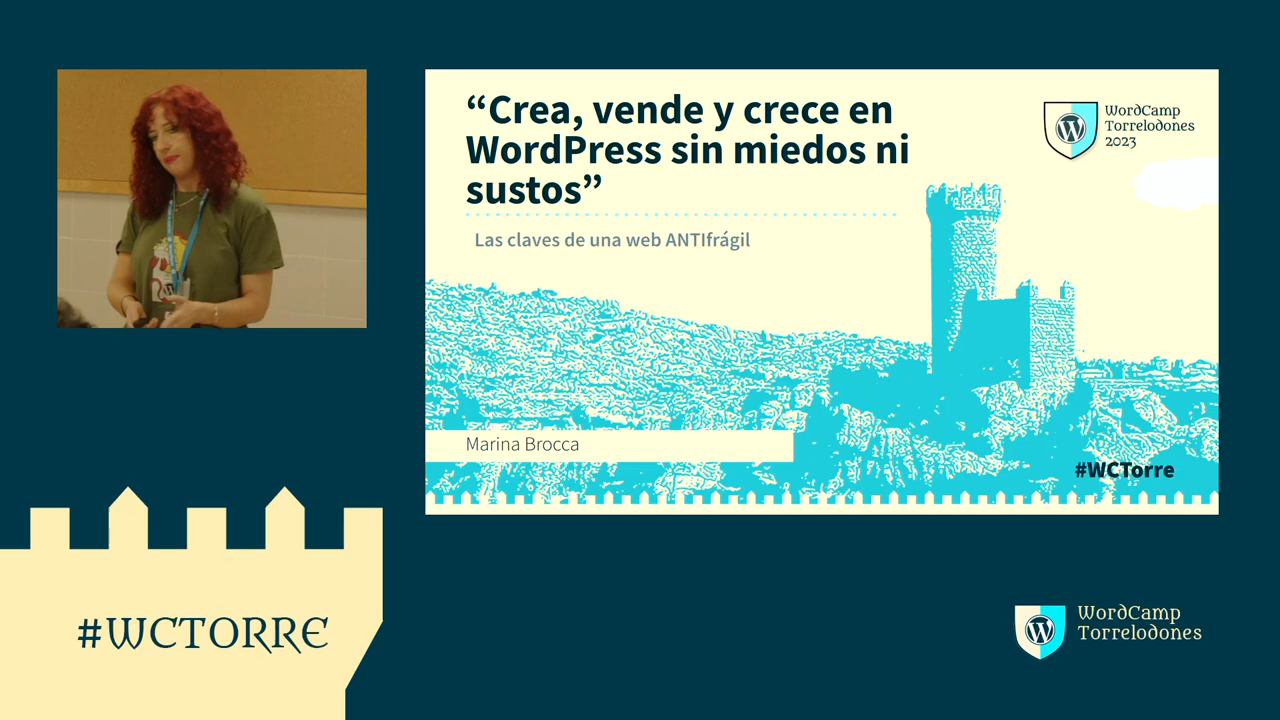 “Crea, vende y crece en
WordPress sin miedos ni
sustos”
Las claves de una web ANTIfrágil
WordCamp
Torrelodones
2023
Marina Brocca
#WCTorre
#WCTORRE
WordCamp
Torrelodones